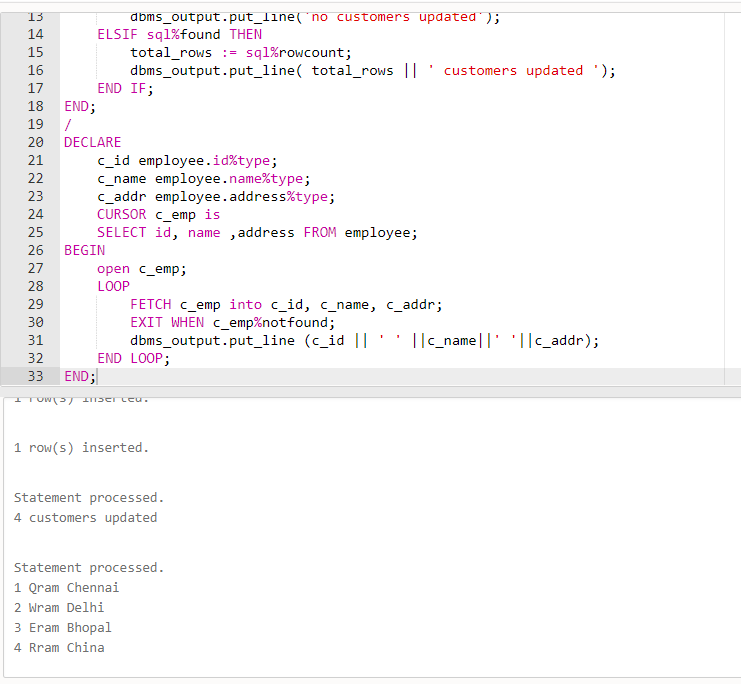 13 dbms_output.put_line('no customers updated');
14 ELSIF sql%found THEN
15 total_rows := sql%rowcount;
16 dbms_output.put_line( total_rows || ' customers updated ');
17 END IF;
18 END;
19 /
20 DECLARE
21 c_id employee.id%type;
22 c_name employee.name%type;
23 c_addr employee.address%type;
24 CURSOR c_emp is
25 SELECT id, name ,address FROM employee;
26 BEGIN
27 open c_emp;
28 LOOP
29 FETCH c_emp into c_id, c_name, c_addr;
30 EXIT WHEN c_emp%notfound;
31 dbms_output.put_line (c_id || ' ' ||c_name||' '||c_addr);
32 END LOOP;
33 END;
1 row(s) inserted.
1 row(s) inserted.
Statement processed.
4 customers updated
Statement processed.
1 Qram Chennai
2 Wram Delhi
3 Eram Bhopal
4 Rram China